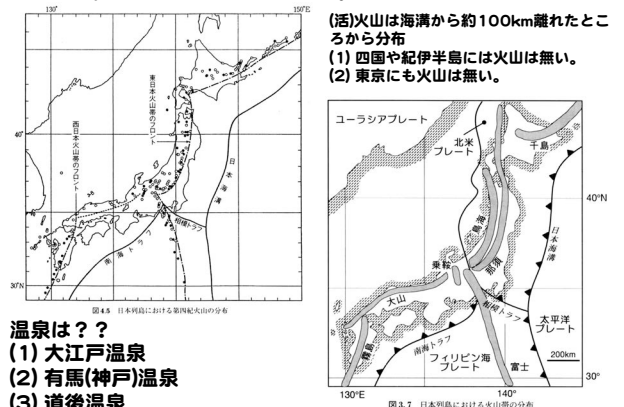 130°
150°E
東日本火山帯のフロント
西日本火山帯のフロント
40°
日本海溝
相模トラフ
南海トラフ
30°N
図4.5 日本列島における第四紀火山の分布
温泉は？？
(1) 大江戸温泉
(2) 有馬(神戸)温泉
(3) 道後温泉
(活)火山は海溝から約100km離れたとこ
ろから分布
(1) 四国や紀伊半島には火山は無い。
(2) 東京にも火山は無い。
ユーラシアプレート
北米
プレート
千島
40°N
鳥海
日本海溝
那須
乗鞍
大山
相模トラフ
太平洋
プレート
霧島
南海トラフ
フィリピン海
プレート
富士
200km
30°
130°E
140°
図3.7 日本列島における火山帯の分布